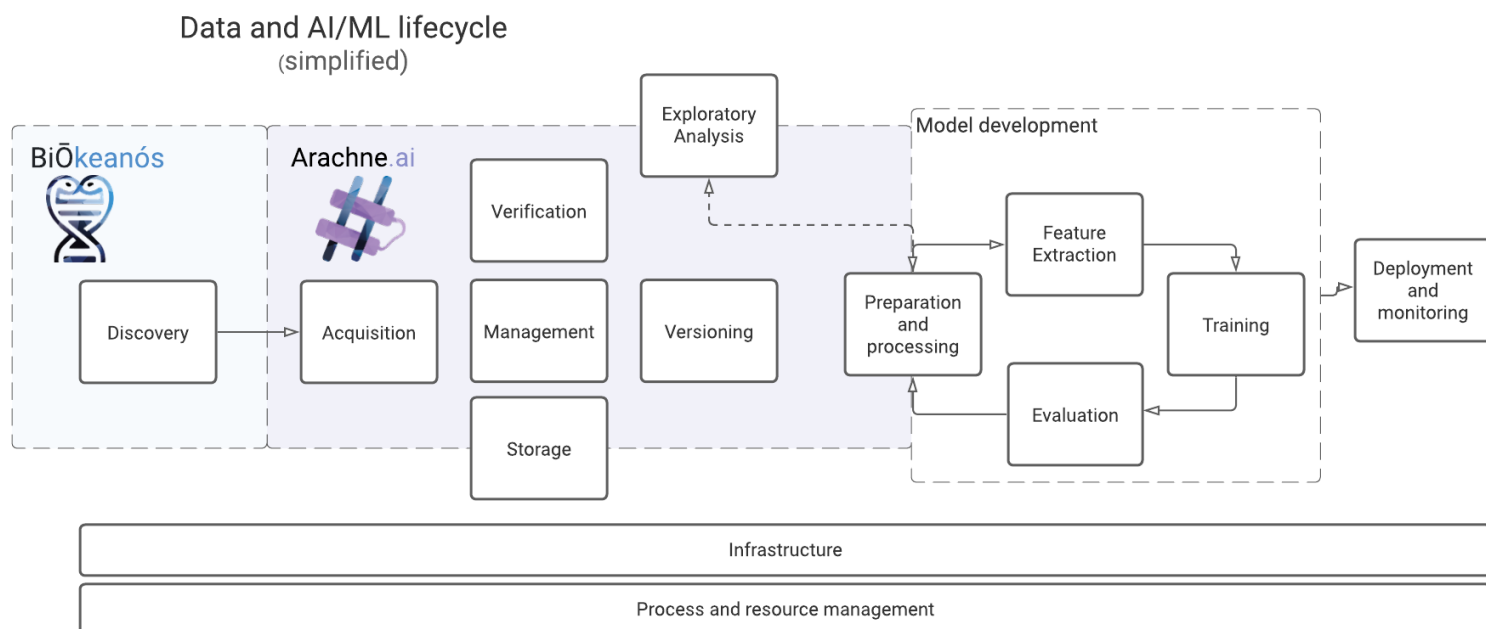 Data and AI/ML lifecycle
(simplified)
BiŌkeanós
Discovery
Arachne.ai
Acquisition
Verification
Management
Storage
Versioning
Exploratory
Analysis
Model development
Preparation
and
processing
Feature
Extraction
Training
Evaluation
Deployment
and
monitoring
Infrastructure
Process and resource management